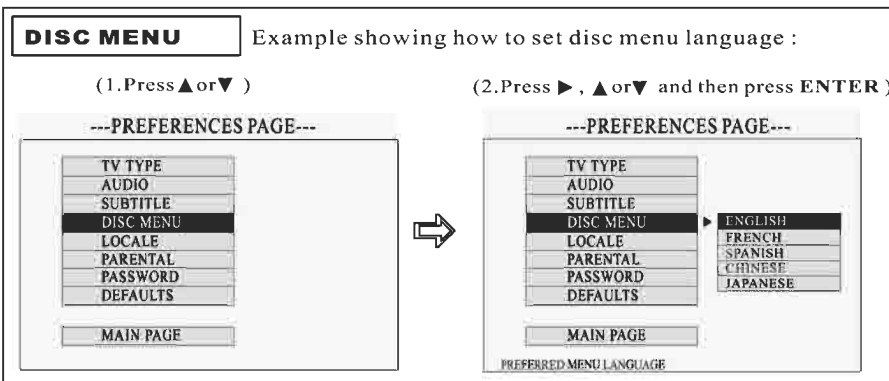 DISC MENU Example showing how to set disc menu language :
(1.Press▲or▼ )
---PREFERENCES PAGE---
TV TYPE
AUDIO
SUBTITLE
DISC MENU
LOCALE
PARENTAL
PASSWORD
DEFAULTS
MAIN PAGE
(2.Press ▶ , ▲or▼ and then press ENTER )
---PREFERENCES PAGE---
TV TYPE
AUDIO
SUBTITLE
DISC MENU
LOCALE
PARENTAL
PASSWORD
DEFAULTS
ENGLISH
FRENCH
SPANISH
CHINESE
JAPANESE
MAIN PAGE
PREFERRED MENU LANGUAGE